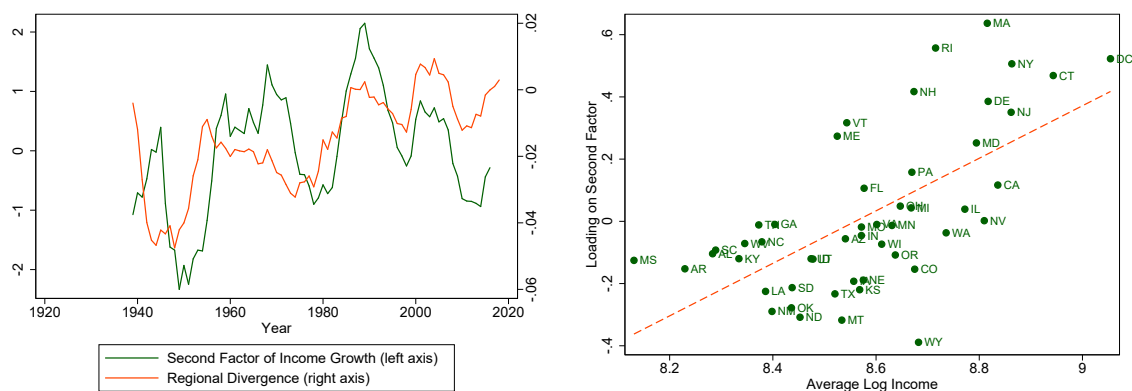 2
1
0
-1
-2
.02
0
-.02
-.04
-.06
1920
1940
1960
1980
2000
2020
Year
Second Factor of Income Growth (left axis)
Regional Divergence (right axis)
Loading on Second Factor
.6
.4
.2
0
-.2
-.4
MA
RI
NY
DC
CT
NH
DE
NJ
VT
ME
MD
PA
CA
FL
OH
MI
IL
NV
TN
GA
VA
MN
MO
WA
IN
AZ
NC
WV
WI
SC
AL
OR
KY
UT
MS
AR
CO
NE
SD
KS
LA
TX
OK
NM
ND
MT
WY
8.2
8.4
8.6
8.8
9
Average Log Income